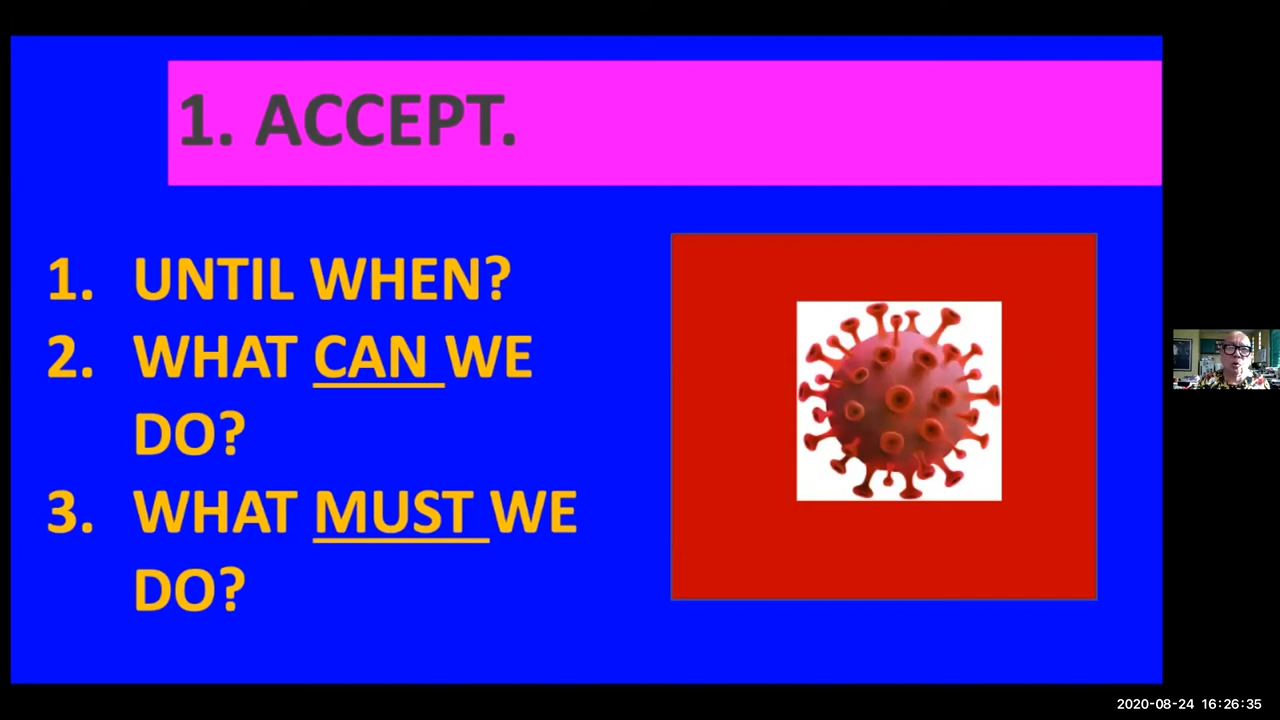 1. ACCEPT.
1. UNTIL WHEN?
2. WHAT CAN WE
DO?
3. WHAT MUST WE
DO?
2020-08-24 16:26:35